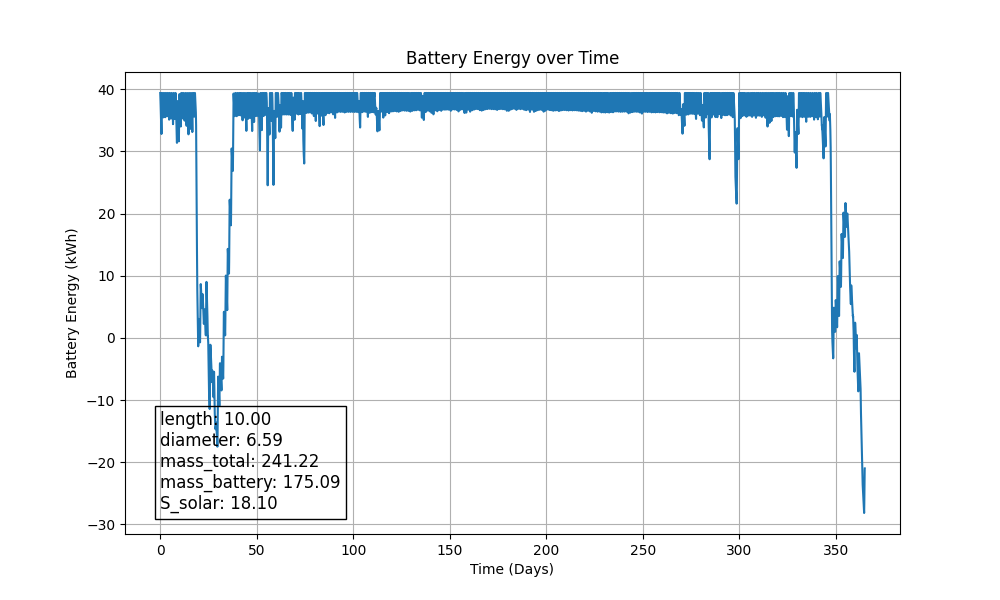 Battery Energy over Time
Battery Energy (kWh)
40
30
20
10
0
−10
−20
−30
length: 10.00
diameter: 6.59
mass_total: 241.22
mass_battery: 175.09
S_solar: 18.10
0 50 100 150 200 250 300 350
Time (Days)